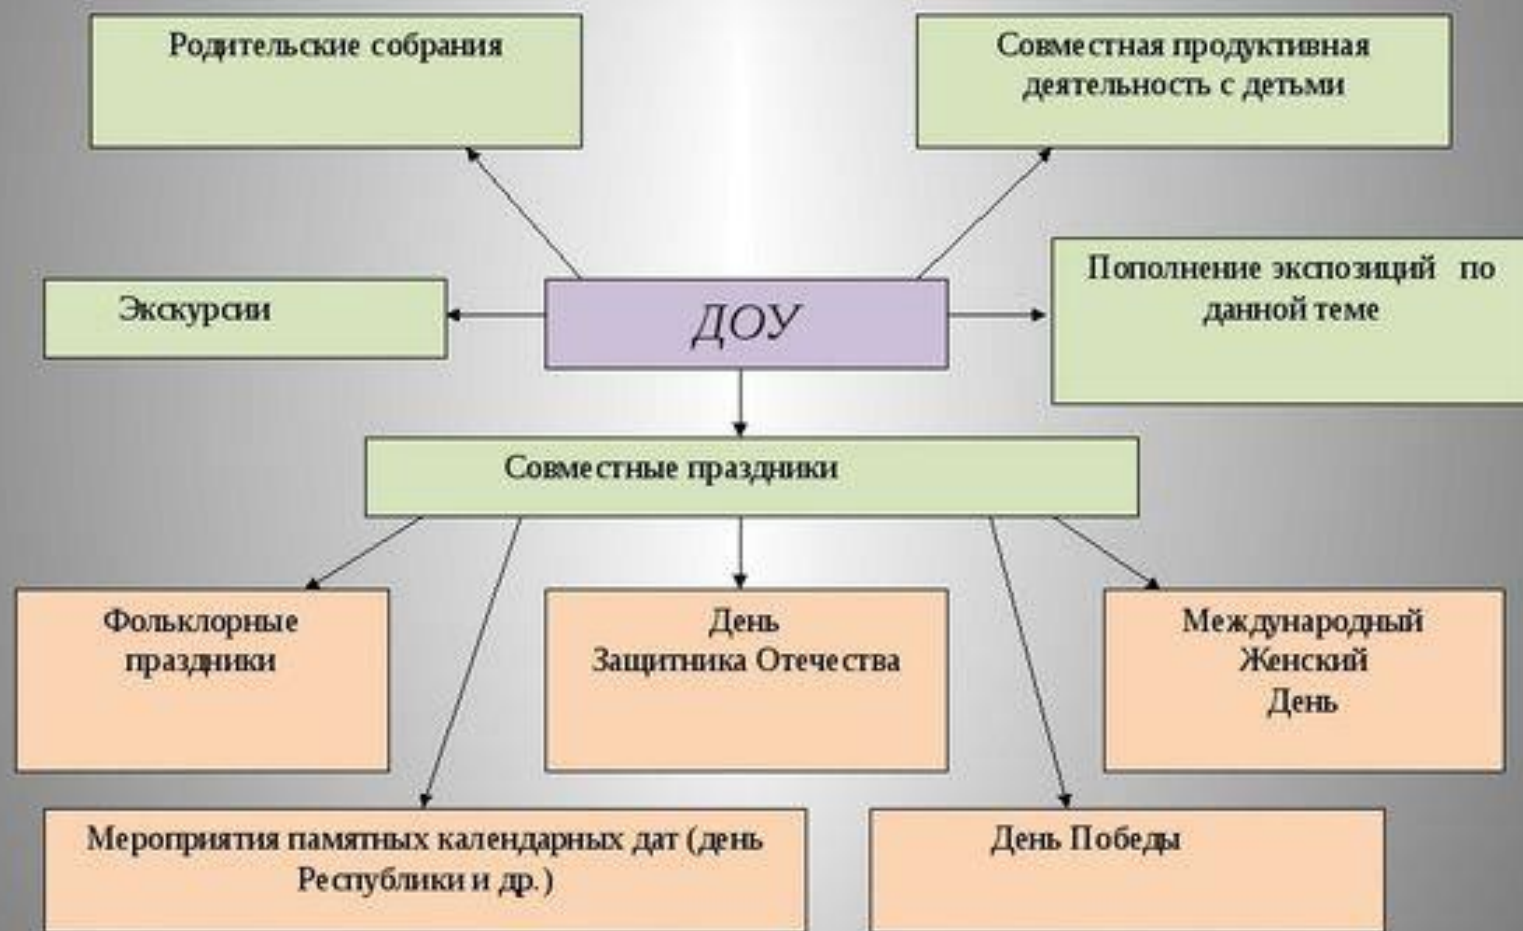 Родительские собрания
Совместная продуктивная
деятельность с детьми
Экскурсии
ДОУ
Пополнение экспозиций по
данной теме
Совместные праздники
Фольклорные
праздники
День
Защитника Отечества
Международный
Женский
День
Мероприятия памятных календарных дат (день
Республики и др.)
День Победы